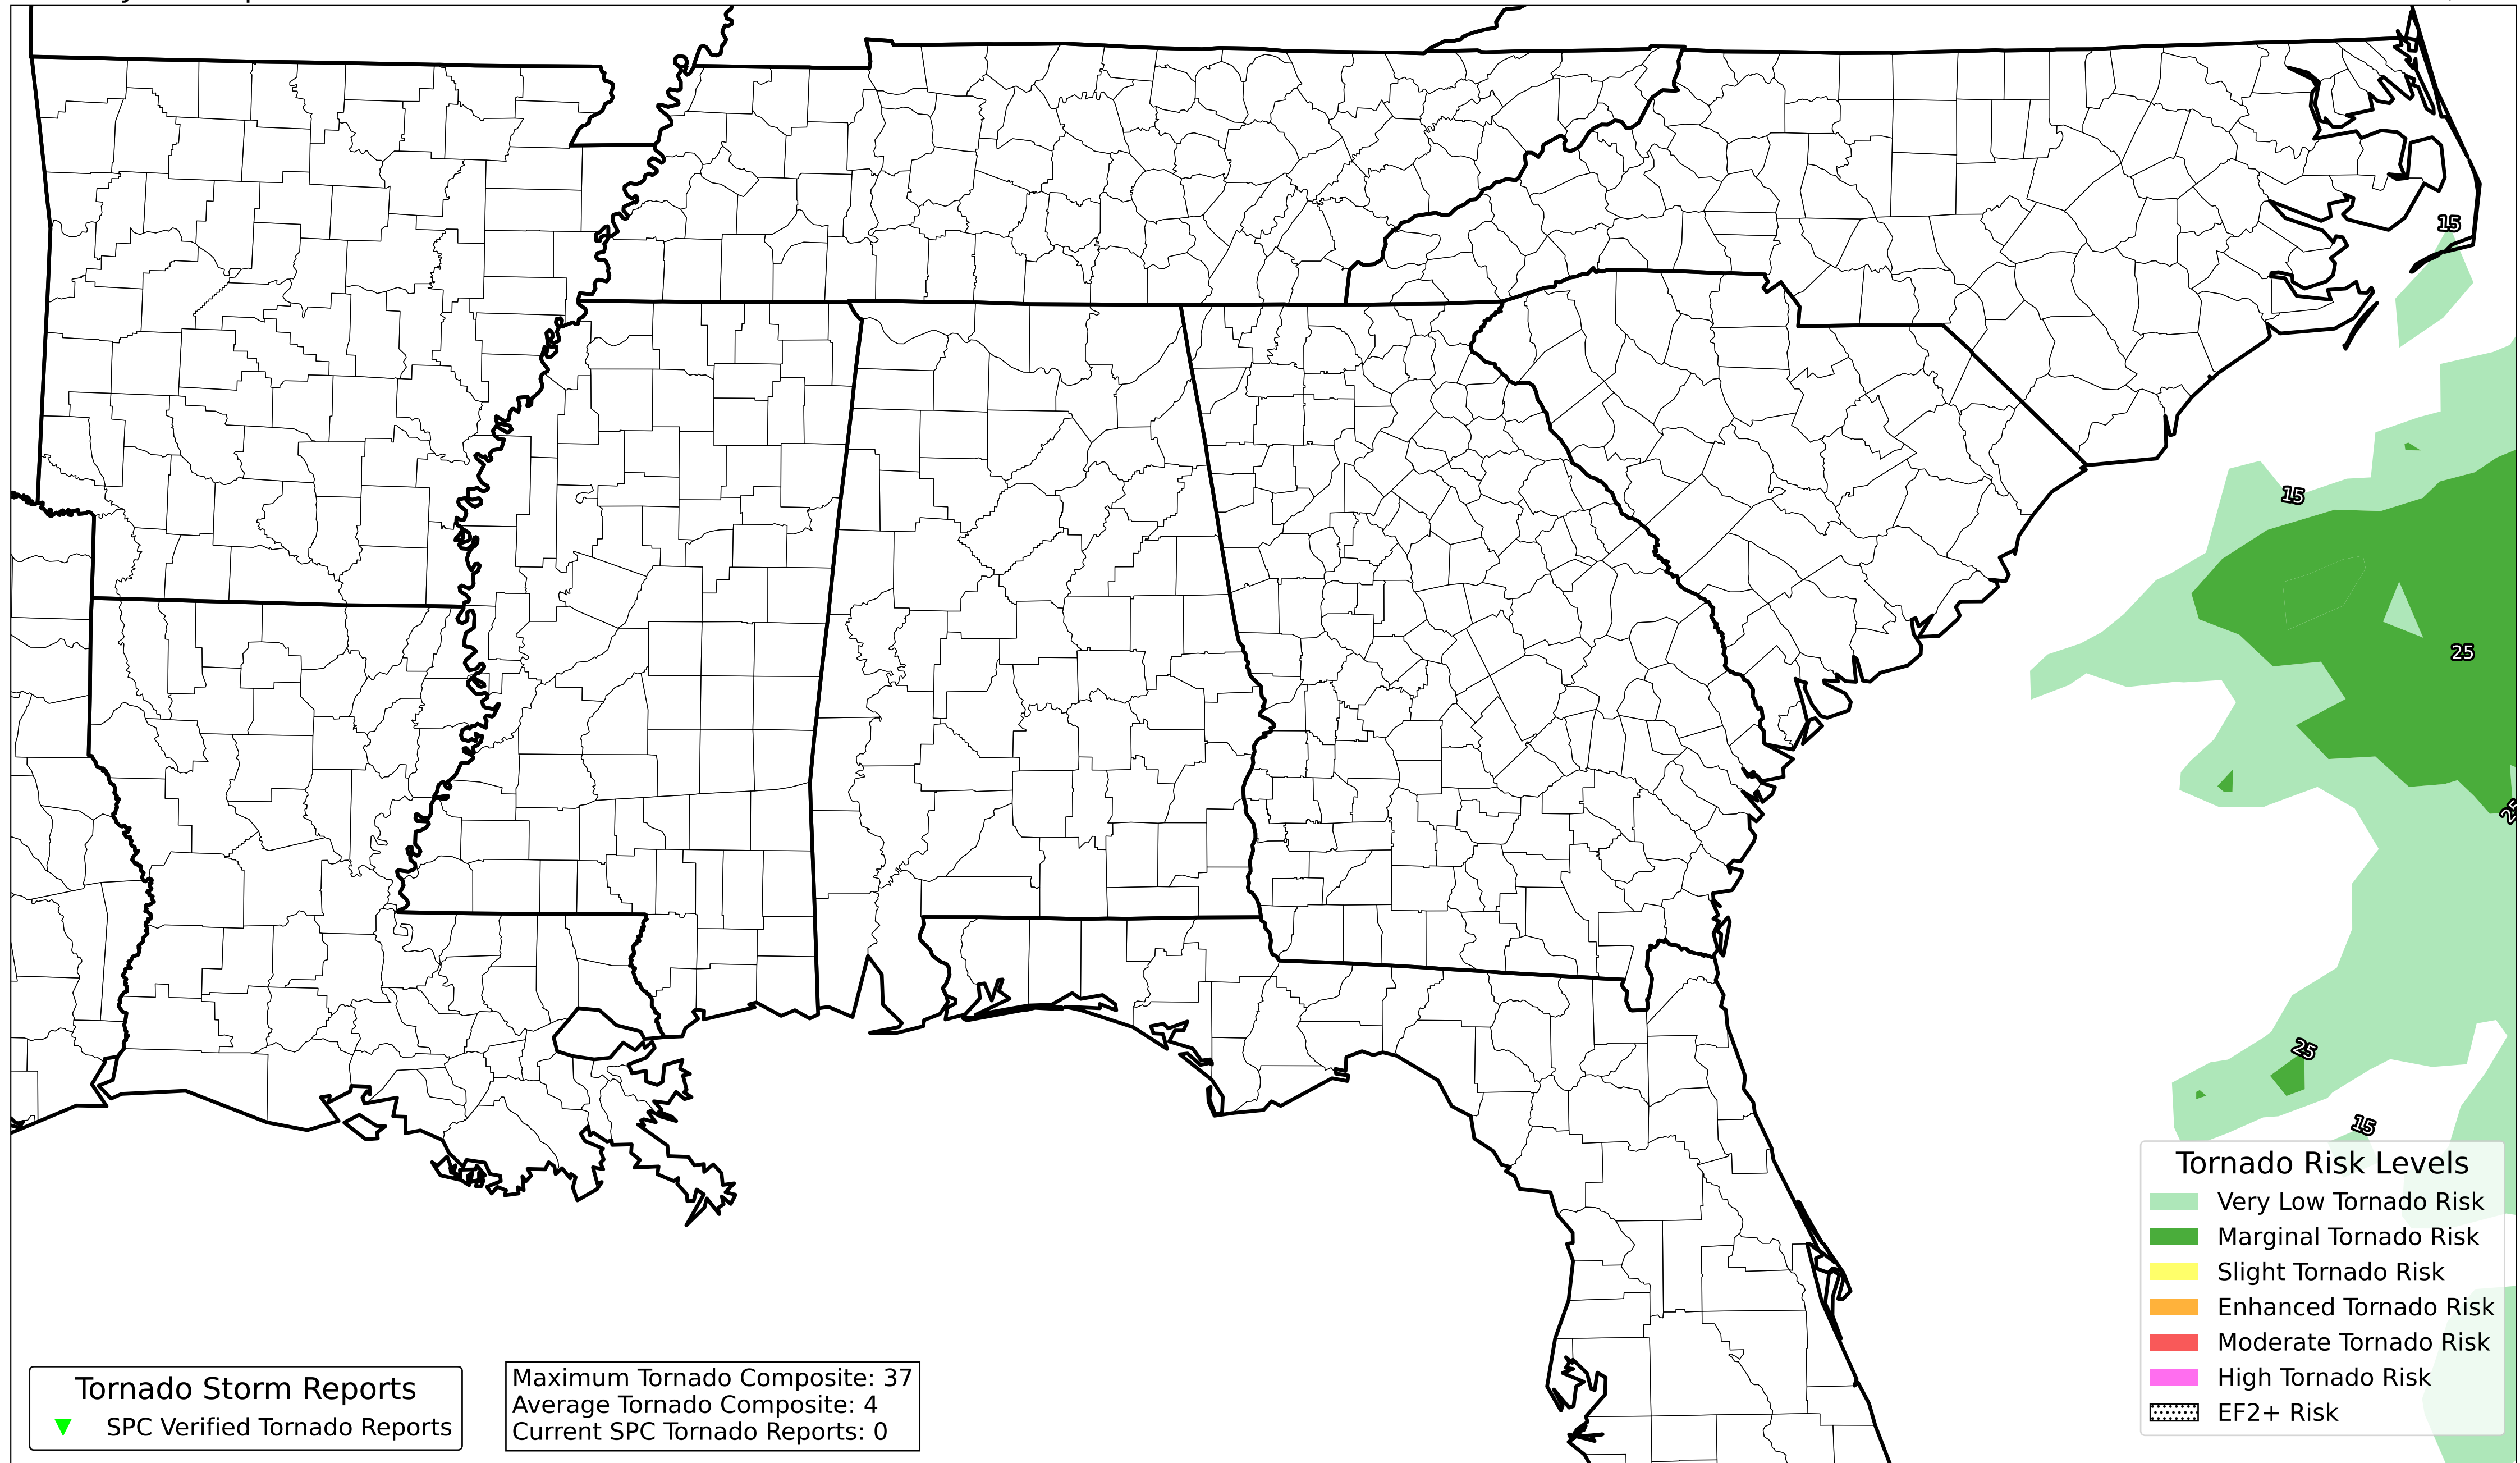 15
15
25
25
25
15
Tornado Risk Levels
Very Low Tornado Risk
Marginal Tornado Risk
Slight Tornado Risk
Enhanced Tornado Risk
Moderate Tornado Risk
High Tornado Risk
EF2+ Risk
Tornado Storm Reports
SPC Verified Tornado Reports
Maximum Tornado Composite: 37
Average Tornado Composite: 4
Current SPC Tornado Reports: 0